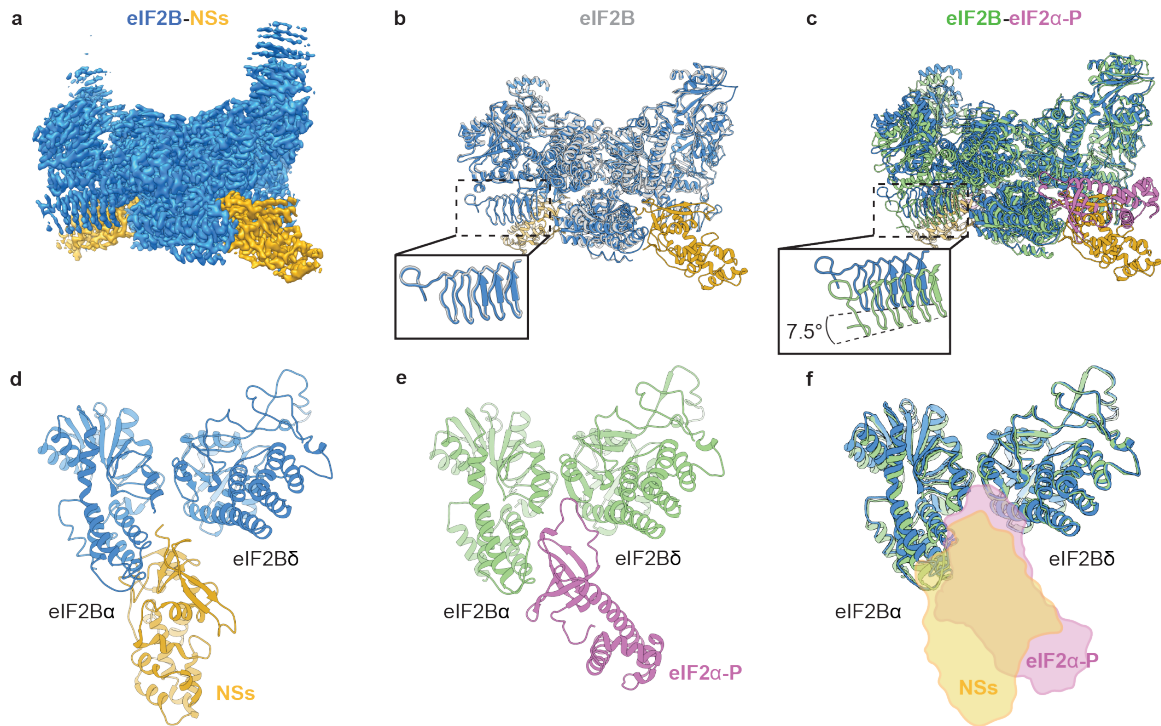 a eIF2B-NSs
b eIF2B
c eIF2B-eIF2α-P
7.5°
d
eIF2Bδ
eIF2Bα
NSs
e
eIF2Bδ
eIF2Bα
eIF2α-P
f
eIF2Bδ
eIF2Bα
eIF2α-P
NSs